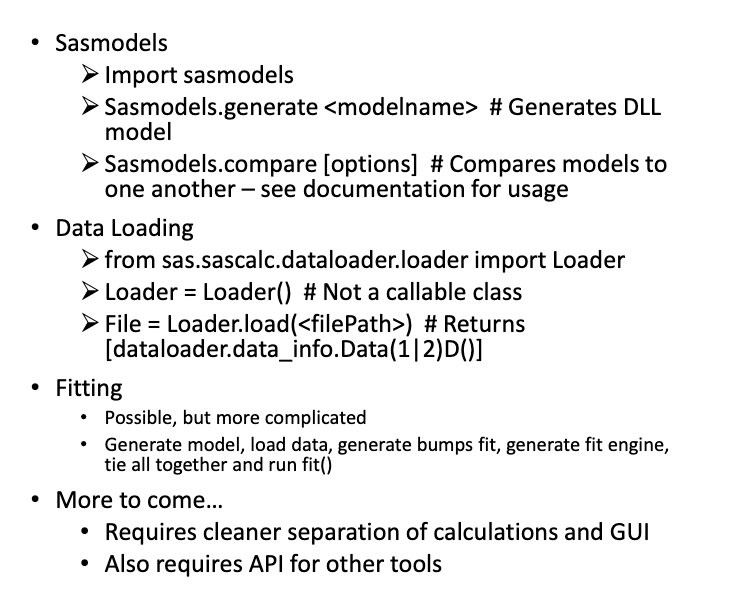 • Sasmodels
➢ Import sasmodels
➢ Sasmodels.generate <modelname>  # Generates DLL
model
➢ Sasmodels.compare [options]  # Compares models to
one another – see documentation for usage
• Data Loading
➢ from sas.sascalc.dataloader.loader import Loader
➢ Loader = Loader()  # Not a callable class
➢ File = Loader.load(<filePath>)  # Returns
[dataloader.data_info.Data(1|2)D()]
• Fitting
• Possible, but more complicated
• Generate model, load data, generate bumps fit, generate fit engine,
tie all together and run fit()
• More to come…
• Requires cleaner separation of calculations and GUI
• Also requires API for other tools